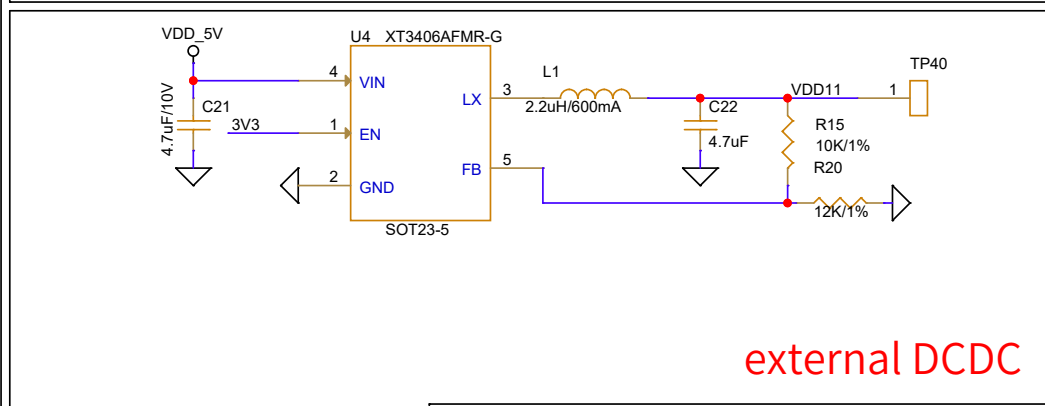 VDD_5V
U4 XT3406AFMR-G
4 VIN
C21
4.7uF/10V
3V3
1 EN
2 GND
LX 3
FB 5
SOT23-5
L1
2.2uH/600mA
C22
4.7uF
VDD11
1
TP40
R15
10K/1%
R20
12K/1%
external DCDC